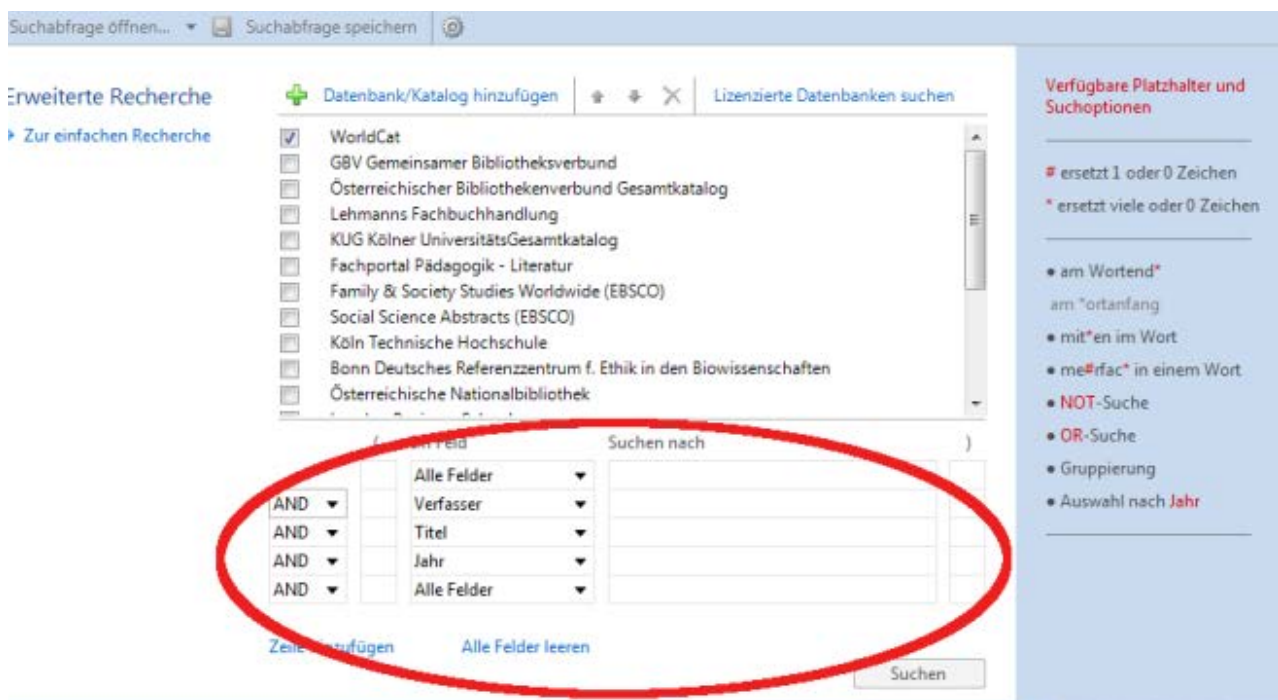 Suchabfrage öffnen... Suchabfrage speichern
Erweiterte Recherche
Zur einfachen Recherche
Datenbank/Katalog hinzufügen Lizenzierte Datenbanken suchen
WorldCat
GBV Gemeinsamer Bibliotheksverbund
Österreichischer Bibliothekenverbund Gesamtkatalog
Lehmanns Fachbuchhandlung
KUG Kölner UniversitätsGesamtkatalog
Fachportal Pädagogik - Literatur
Family & Society Studies Worldwide (EBSCO)
Social Science Abstracts (EBSCO)
Köln Technische Hochschule
Bonn Deutsches Referenzzentrum f. Ethik in den Biowissenschaften
Österreichische Nationalbibliothek
( Feld Suchen nach )
Alle Felder
AND Verfasser
AND Titel
AND Jahr
AND Alle Felder
Zeile hinzufügen Alle Felder leeren
Suchen
Verfügbare Platzhalter und
Suchoptionen
# ersetzt 1 oder 0 Zeichen
* ersetzt viele oder 0 Zeichen
• am Wortend*
am *ortanfang
• mit*en im Wort
• me#rfac* in einem Wort
• NOT-Suche
• OR-Suche
• Gruppierung
• Auswahl nach Jahr